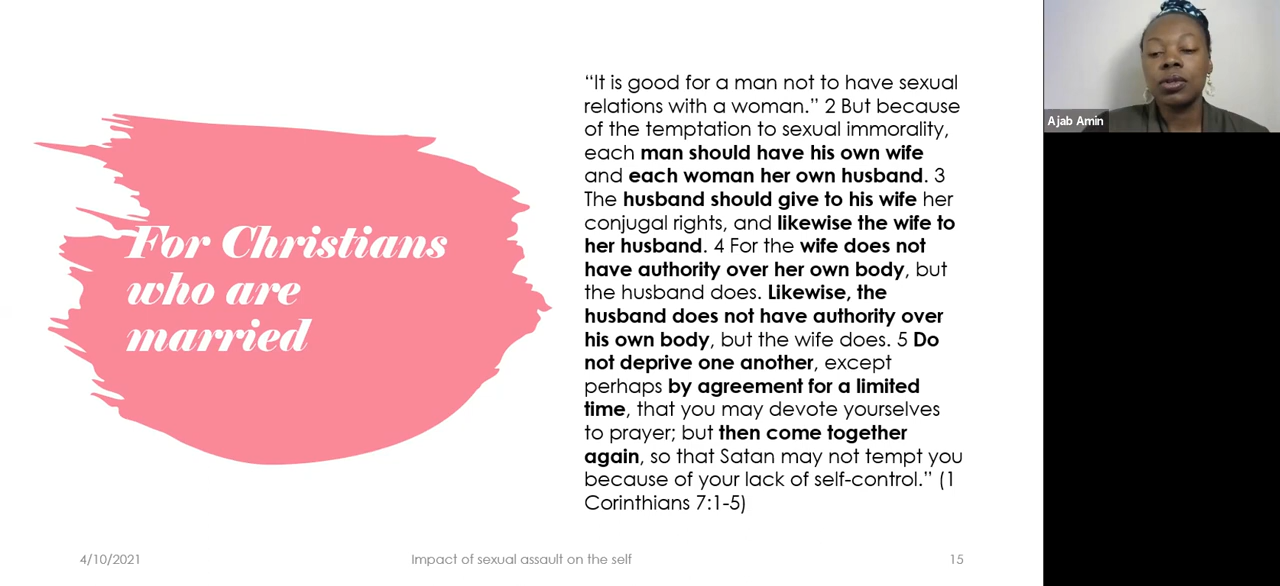 For Christians
who are
married
“It is good for a man not to have sexual
relations with a woman.” 2 But because
of the temptation to sexual immorality,
each man should have his own wife
and each woman her own husband. 3
The husband should give to his wife her
conjugal rights, and likewise the wife to
her husband. 4 For the wife does not
have authority over her own body, but
the husband does. Likewise, the
husband does not have authority over
his own body, but the wife does. 5 Do
not deprive one another, except
perhaps by agreement for a limited
time, that you may devote yourselves
to prayer; but then come together
again, so that Satan may not tempt you
because of your lack of self-control.” (1
Corinthians 7:1-5)
4/10/2021
Impact of sexual assault on the self
15
Ajab Amin